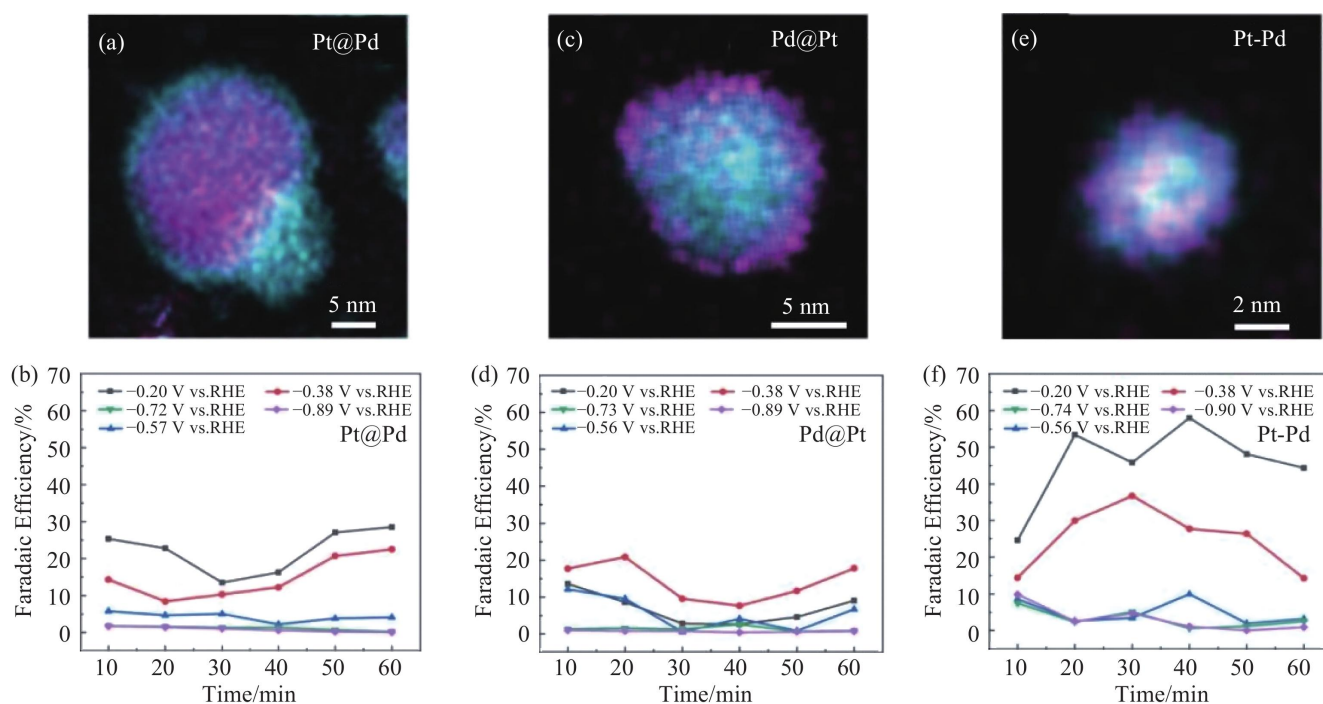 (a) Pt@Pd
5 nm
(c) Pd@Pt
5 nm
(e) Pt-Pd
2 nm
(b)
70
60
50
40
30
20
10
0
Faradaic Efficiency/%
−0.20 V vs.RHE −0.38 V vs.RHE
−0.72 V vs.RHE −0.89 V vs.RHE
−0.57 V vs.RHE
Pt@Pd
10 20 30 40 50 60
Time/min
(d)
70
60
50
40
30
20
10
0
Faradaic Efficiency/%
−0.20 V vs.RHE −0.38 V vs.RHE
−0.73 V vs.RHE −0.89 V vs.RHE
−0.56 V vs.RHE
Pd@Pt
10 20 30 40 50 60
Time/min
(f)
70
60
50
40
30
20
10
0
Faradaic Efficiency/%
−0.20 V vs.RHE −0.38 V vs.RHE
−0.74 V vs.RHE −0.90 V vs.RHE
−0.56 V vs.RHE
Pt-Pd
10 20 30 40 50 60
Time/min